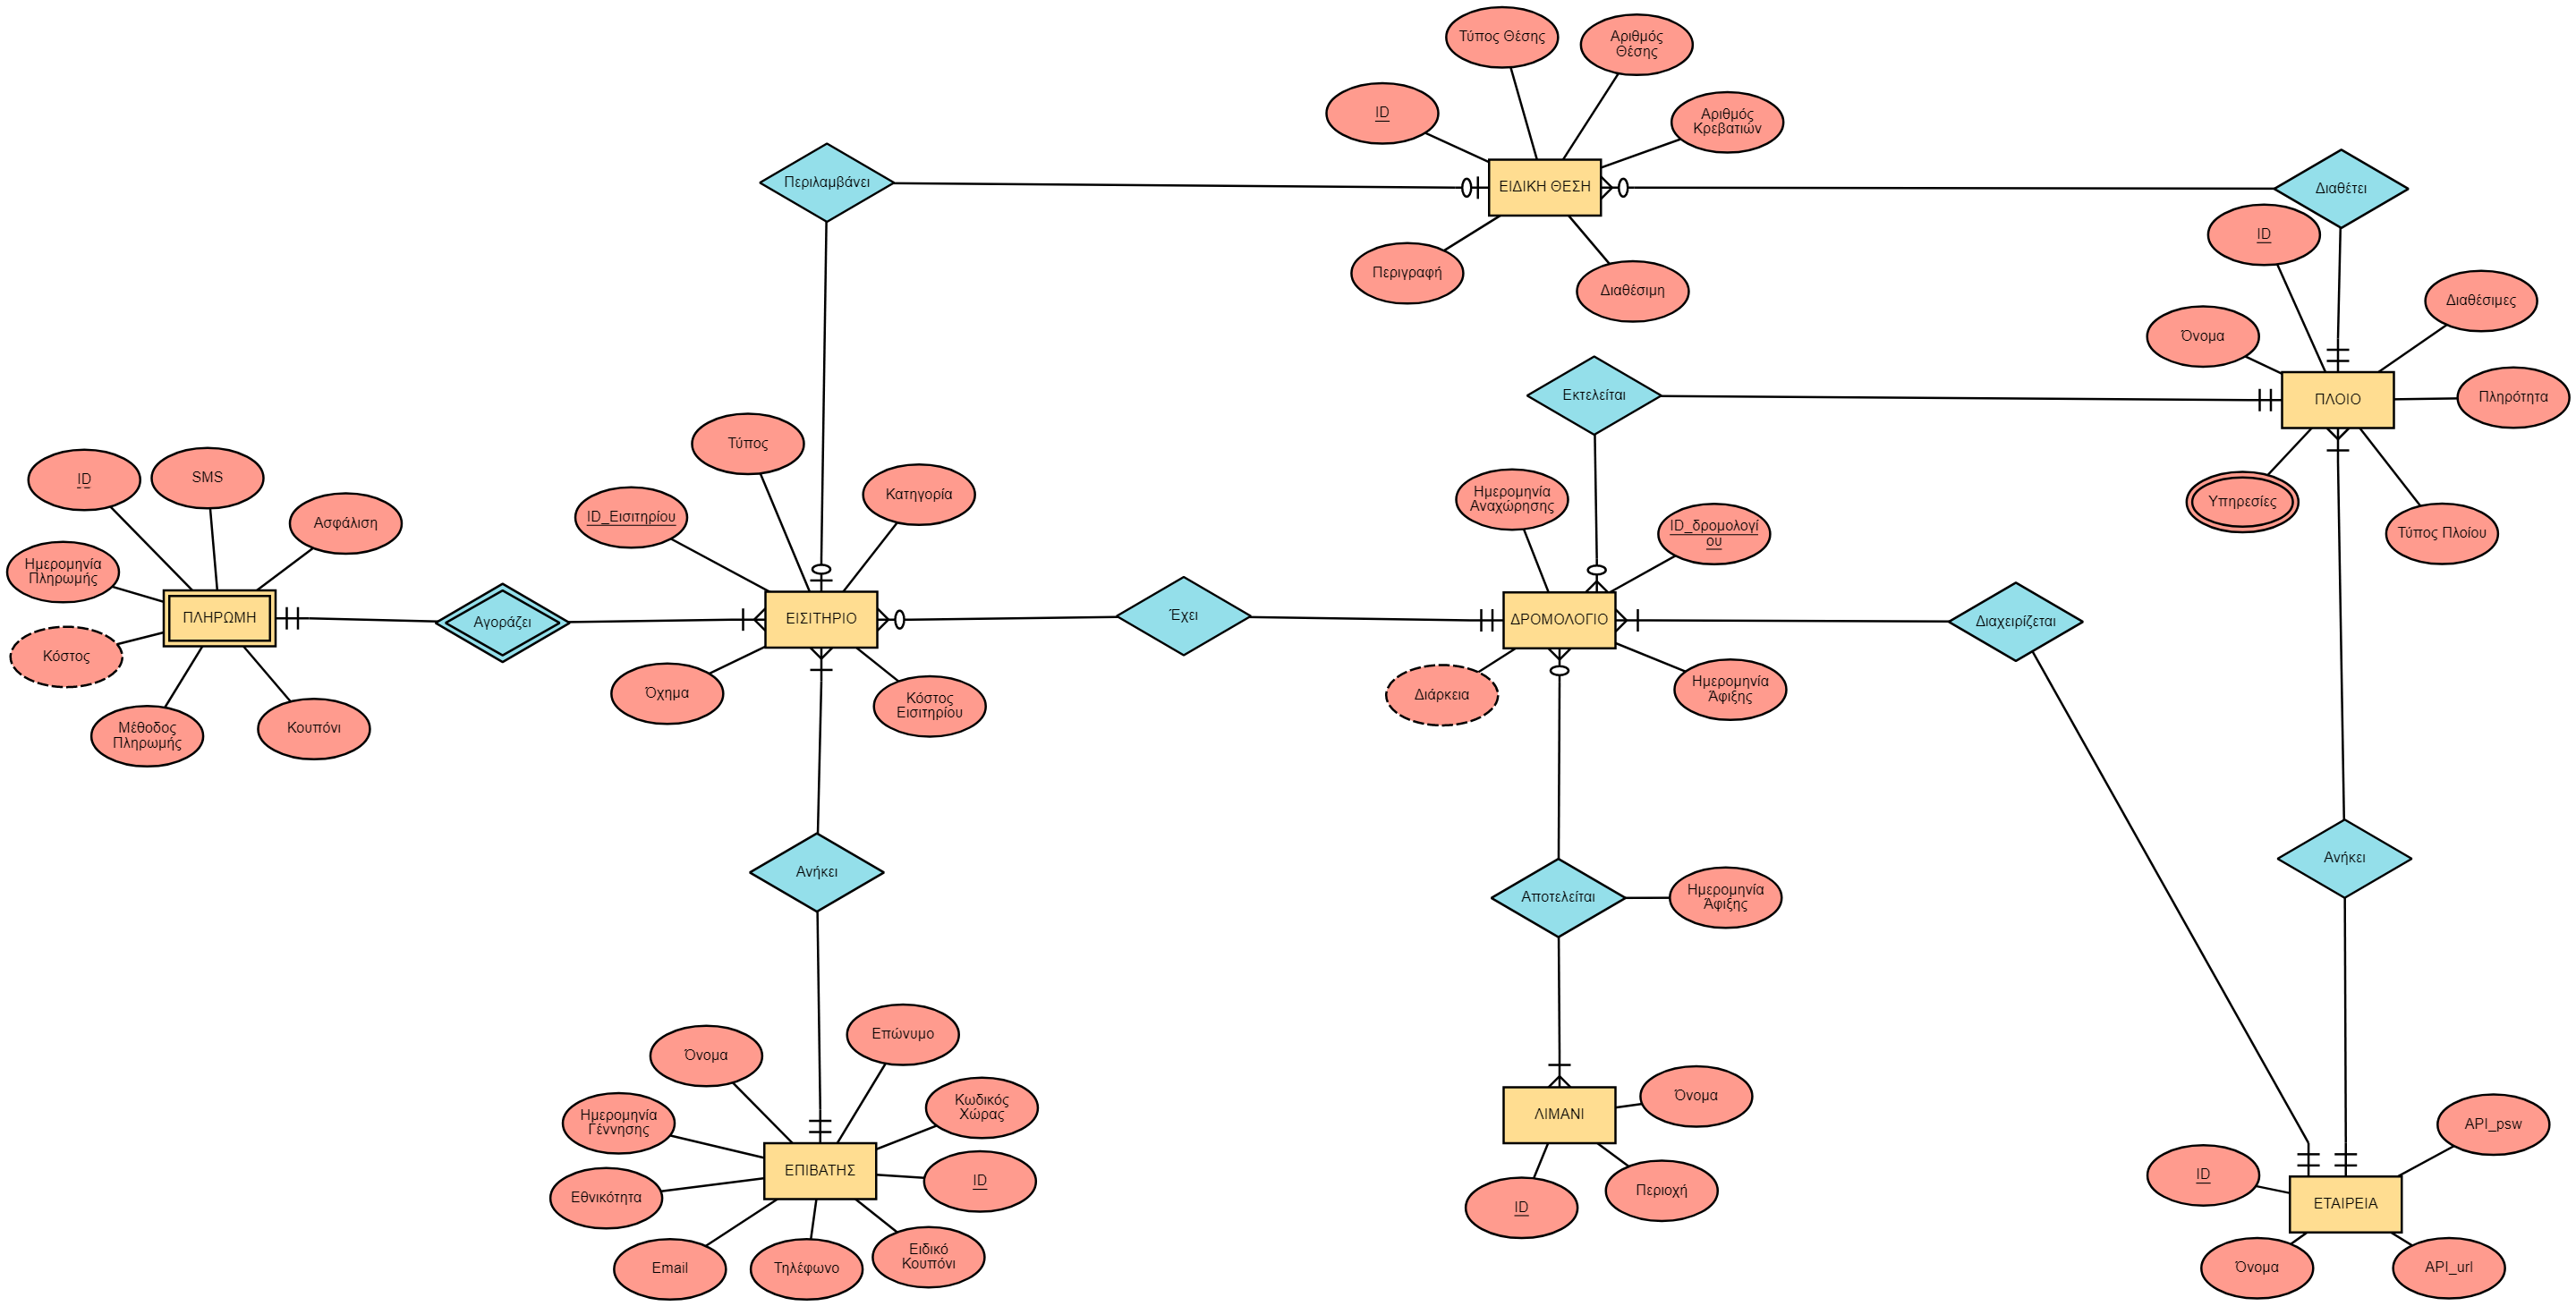 Τύπος Θέσης
Αριθμός
Θέσης
ID
Αριθμός
Κρεβατιών
Περιλαμβάνει
ΕΙΔΙΚΗ ΘΕΣΗ
Διαθέτει
Περιγραφή
Διαθέσιμη
ID
Διαθέσιμες
Όνομα
Εκτελείται
ΠΛΟΙΟ
Πληρότητα
Τύπος
Κατηγορία
Υπηρεσίες
Τύπος Πλοίου
ID
SMS
Ασφάλιση
ID_Εισιτηρίου
Ημερομηνία
Αναχώρησης
ID_δρομολογί
ου
Ημερομηνία
Πληρωμής
ΠΛΗΡΩΜΗ
Αγοράζει
ΕΙΣΙΤΗΡΙΟ
Έχει
ΔΡΟΜΟΛΟΓΙΟ
Διαχειρίζεται
Κόστος
Όχημα
Κόστος
Εισιτηρίου
Διάρκεια
Ημερομηνία
Άφιξης
Μέθοδος
Πληρωμής
Κουπόνι
Ανήκει
Αποτελείται
Ημερομηνία
Άφιξης
Ανήκει
Όνομα
Επώνυμο
Ημερομηνία
Γέννησης
Κωδικός
Χώρας
ΕΠΙΒΑΤΗΣ
ID
Εθνικότητα
Email
Τηλέφωνο
Ειδικό
Κουπόνι
ΛΙΜΑΝΙ
Όνομα
ID
Περιοχή
API_psw
ID
ΕΤΑΙΡΕΙΑ
Όνομα
API_url